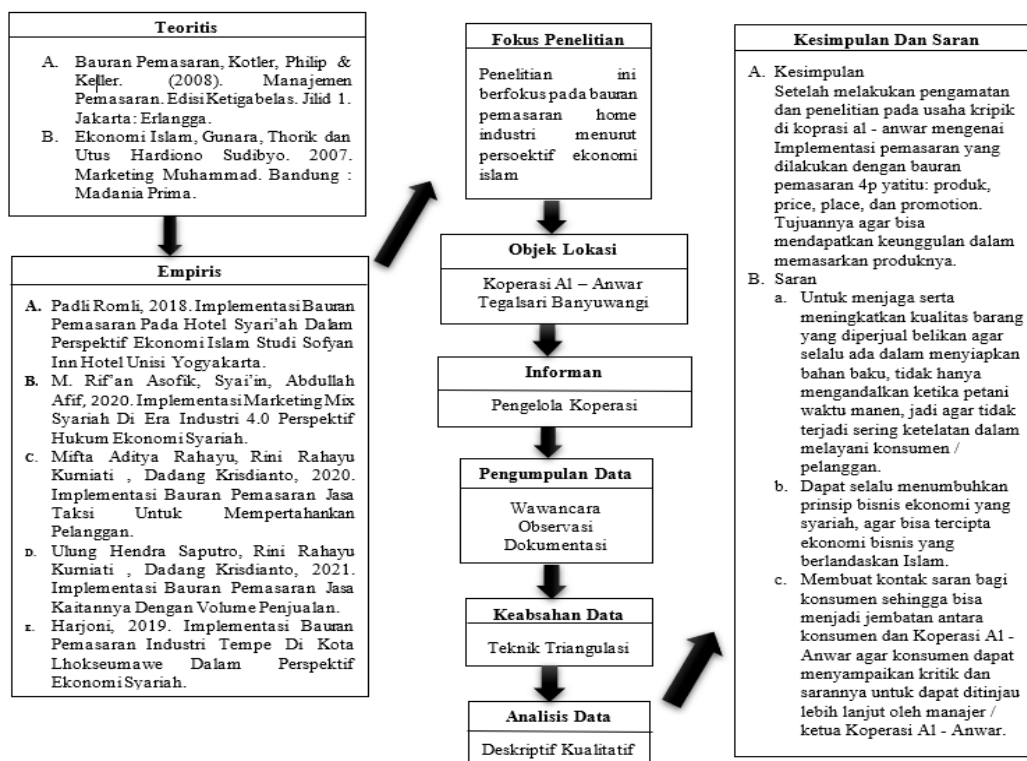 Teoritis
A. Bauran Pemasaran, Kotler, Philip &
Keller. (2008). Manajemen
Pemasaran. Edisi Ketigabelas. Jilid 1.
Jakarta: Erlangga.
B. Ekonomi Islam, Gunara, Thorik dan
Utus Hardiono Sudibyo. 2007.
Marketing Muhammad. Bandung :
Madania Prima.
Empiris
A. Padli Romli, 2018. Implementasi Bauran
Pemasaran Pada Hotel Syari'ah Dalam
Perspektif Ekonomi Islam Studi Sofyan
Inn Hotel Unisi Yogyakarta.
B. M. Rif'an Asofik, Syai'in, Abdullah
Afif, 2020. Implementasi Marketing Mix
Syariah Di Era Industri 4.0 Perspektif
Hukum Ekonomi Syariah.
C. Mifta Aditya Rahayu, Rini Rahayu
Kurniati , Dadang Krisdianto, 2020.
Implementasi Bauran Pemasaran Jasa
Taksi Untuk Mempertahankan
Pelanggan.
D. Ulung Hendra Saputro, Rini Rahayu
Kurniati , Dadang Krisdianto, 2021.
Implementasi Bauran Pemasaran Jasa
Kaitannya Dengan Volume Penjualan.
E. Harjoni, 2019. Implementasi Bauran
Pemasaran Industri Tempe Di Kota
Lhokseumawe Dalam Perspektif
Ekonomi Syariah.
Fokus Penelitian
Penelitian ini
berfokus pada bauran
pemasaran home
industri menurut
persoektif ekonomi
islam
Objek Lokasi
Koperasi Al – Anwar
Tegalsari Banyuwangi
Informan
Pengelola Koperasi
Pengumpulan Data
Wawancara
Observasi
Dokumentasi
Keabsahan Data
Teknik Triangulasi
Analisis Data
Deskriptif Kualitatif
Kesimpulan Dan Saran
A. Kesimpulan
Setelah melakukan pengamatan
dan penelitian pada usaha kripik
di koprasi al - anwar mengenai
Implementasi pemasaran yang
dilakukan dengan bauran
pemasaran 4p yatitu: produk,
price, place, dan promotion.
Tujuannya agar bisa
mendapatkan keunggulan dalam
memasarkan produknya.
B. Saran
a. Untuk menjaga serta
meningkatkan kualitas barang
yang diperjual belikan agar
selalu ada dalam menyiapkan
bahan baku, tidak hanya
mengandalkan ketika petani
waktu manen, jadi agar tidak
terjadi sering ketelatan dalam
melayani konsumen /
pelanggan.
b. Dapat selalu menumbuhkan
prinsip bisnis ekonomi yang
syariah, agar bisa tercipta
ekonomi bisnis yang
berlandaskan Islam.
c. Membuat kontak saran bagi
konsumen sehingga bisa
menjadi jembatan antara
konsumen dan Koperasi Al -
Anwar agar konsumen dapat
menyampaikan kritik dan
sarannya untuk dapat ditinjau
lebih lanjut oleh manajer /
ketua Koperasi Al - Anwar.